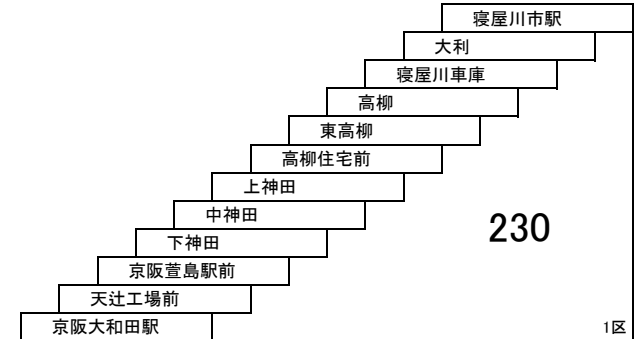 寝屋川市駅
大利
寝屋川車庫
高柳
東高柳
高柳住宅前
上神田
中神田
下神田
京阪萱島駅前
天辻工場前
京阪大和田駅
230
1区